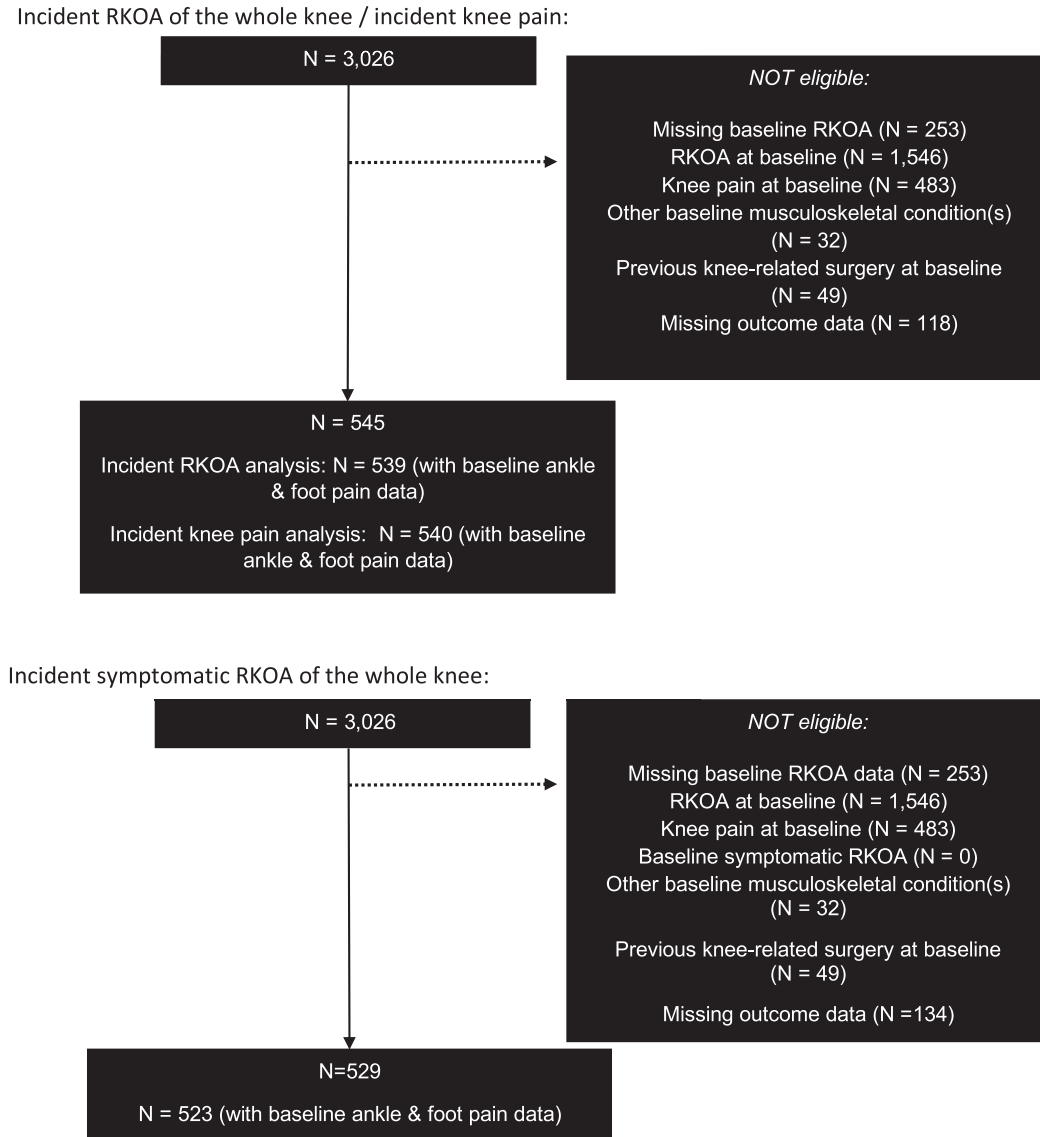 Incident RKOA of the whole knee / incident knee pain:
N = 3,026
NOT eligible:
Missing baseline RKOA (N = 253)
RKOA at baseline (N = 1,546)
Knee pain at baseline (N = 483)
Other baseline musculoskeletal condition(s)
(N = 32)
Previous knee-related surgery at baseline
(N = 49)
Missing outcome data (N = 118)
N = 545
Incident RKOA analysis: N = 539 (with baseline ankle
& foot pain data)
Incident knee pain analysis: N = 540 (with baseline
ankle & foot pain data)
Incident symptomatic RKOA of the whole knee:
N = 3,026
NOT eligible:
Missing baseline RKOA data (N = 253)
RKOA at baseline (N = 1,546)
Knee pain at baseline (N = 483)
Baseline symptomatic RKOA (N = 0)
Other baseline musculoskeletal condition(s)
(N = 32)
Previous knee-related surgery at baseline
(N = 49)
Missing outcome data (N =134)
N=529
N = 523 (with baseline ankle & foot pain data)